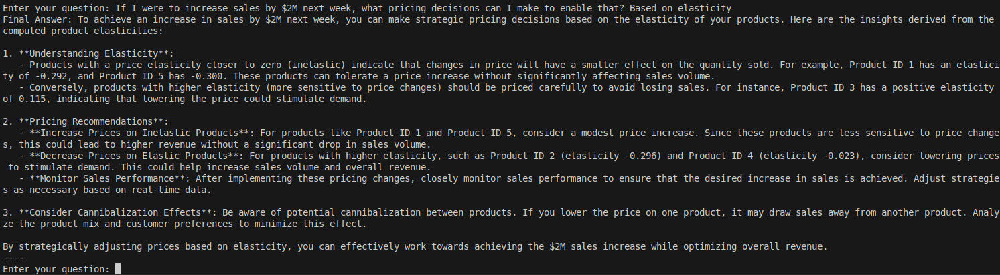 Enter your question: If I were to increase sales by $2M next week, what pricing decisions can I make to enable that? Based on elasticity
Final Answer: To achieve an increase in sales by $2M next week, you can make strategic pricing decisions based on the elasticity of your products. Here are the insights derived from the
computed product elasticities:

1. **Understanding Elasticity**:
   - Products with a price elasticity closer to zero (inelastic) indicate that changes in price will have a smaller effect on the quantity sold. For example, Product ID 1 has an elastici
ty of -0.292, and Product ID 5 has -0.300. These products can tolerate a price increase without significantly affecting sales volume.
   - Conversely, products with higher elasticity (more sensitive to price changes) should be priced carefully to avoid losing sales. For instance, Product ID 3 has a positive elasticity
of 0.115, indicating that lowering the price could stimulate demand.

2. **Pricing Recommendations**:
   - **Increase Prices on Inelastic Products**: For products like Product ID 1 and Product ID 5, consider a modest price increase. Since these products are less sensitive to price change
s, this could lead to higher revenue without a significant drop in sales volume.
   - **Decrease Prices on Elastic Products**: For products with higher elasticity, such as Product ID 2 (elasticity -0.296) and Product ID 4 (elasticity -0.023), consider lowering prices
 to stimulate demand. This could help increase sales volume and overall revenue.
   - **Monitor Sales Performance**: After implementing these pricing changes, closely monitor sales performance to ensure that the desired increase in sales is achieved. Adjust strategie
s as necessary based on real-time data.

3. **Consider Cannibalization Effects**: Be aware of potential cannibalization between products. If you lower the price on one product, it may draw sales away from another product. Analy
ze the product mix and customer preferences to minimize this effect.

By strategically adjusting prices based on elasticity, you can effectively work towards achieving the $2M sales increase while optimizing overall revenue.
----
Enter your question: